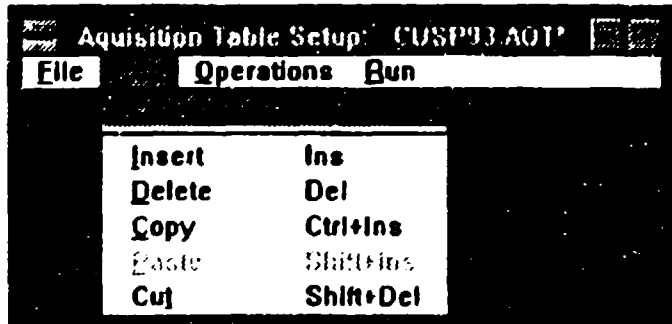 Aquisition Table Setup: CUSP93.AQT*
File Operations Run
Insert Ins
Delete Del
Copy Ctrl+Ins
Paste Shift+Ins
Cut Shift+Del